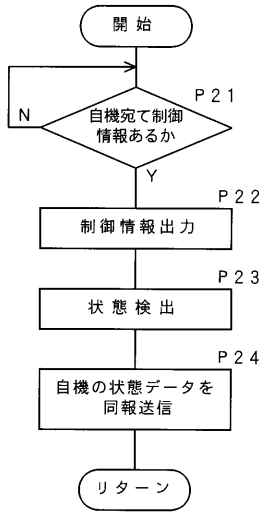 開始
P21
自機宛て制御
情報あるか
N
Y
P22
制御情報出力
P23
状態検出
P24
自機の状態データを
同報送信
リターン